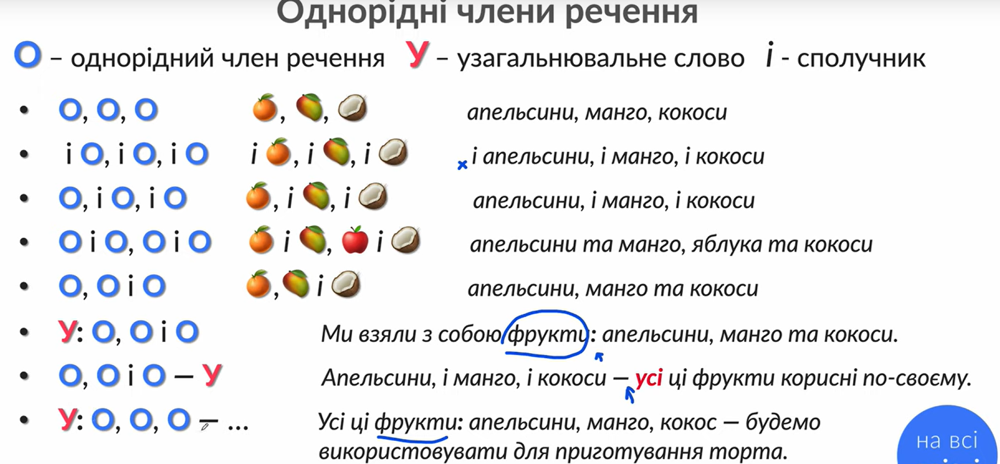 Однорідні члени речення
О – однорідний член речення У – узагальнювальне слово і - сполучник
• О, О, О , , апельсини, манго, кокоси
• і О, і О, і О і , і , і і апельсини, і манго, і кокоси
• О, і О, і О , і , і апельсини, і манго, і кокоси
• О і О, О і О і , і апельсини та манго, яблука та кокоси
• О, О і О , і апельсини, манго та кокоси
• У: О, О і О Ми взяли з собою фрукти: апельсини, манго та кокоси.
• О, О і О – У Апельсини, і манго, і кокоси – усі ці фрукти корисні по-своєму.
• У: О, О, О – ... Усі ці фрукти: апельсини, манго, кокос – будемо
використовувати для приготування торта.
на всі